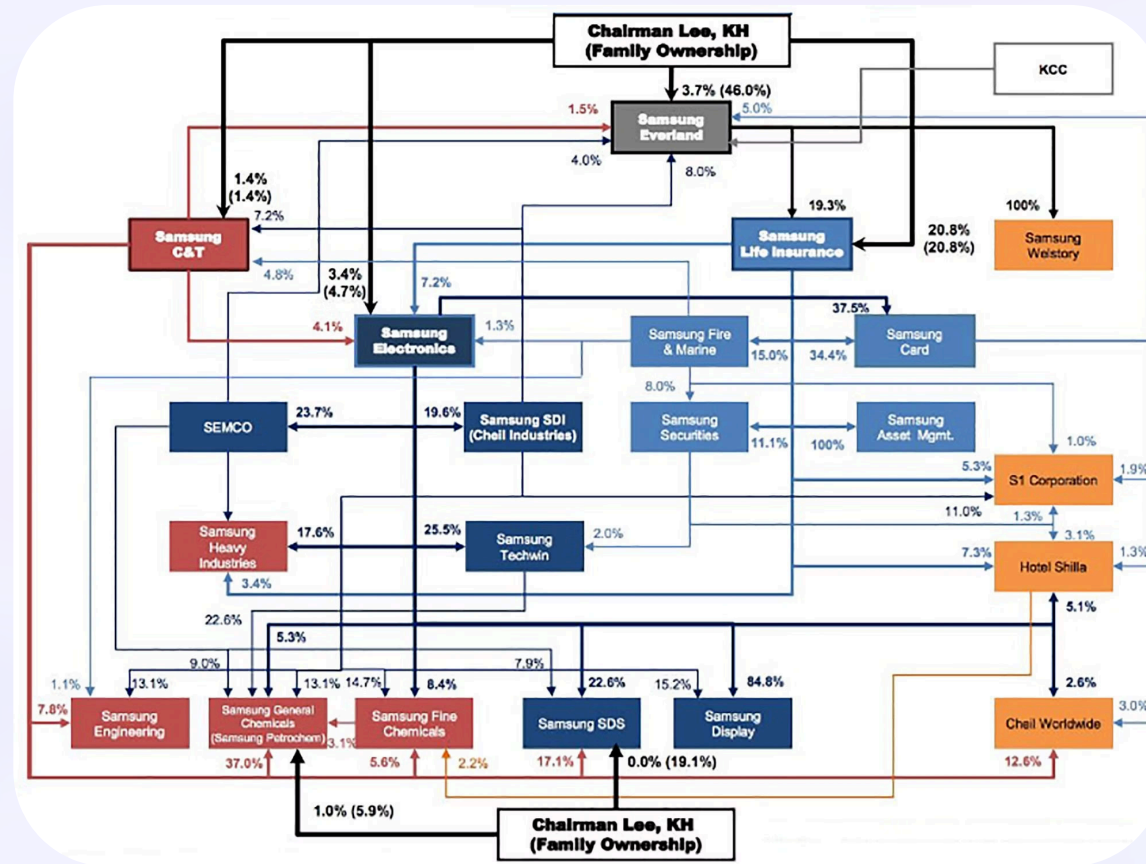 Chairman Lee, KH
(Family Ownership)
KCC
3.7% (46.0%)
1.5%
5.0%
Samsung
Everland
4.0%
8.0%
1.4%
(1.4%)
7.2%
19.3%
100%
Samsung
C&T
Samsung
Life Insurance
20.8%
(20.8%)
Samsung
Welstory
4.8%
3.4%
(4.7%)
7.2%
37.5%
4.1%
Samsung
Electronics
1.3%
Samsung Fire
& Marine
15.0%
34.4%
Samsung
Card
8.0%
SEMCO
23.7%
19.6%
Samsung SDI
(Cheil Industries)
Samsung
Securities
11.1%
100%
Samsung
Asset Mgmt.
1.0%
5.3%
S1 Corporation
1.9%
11.0%
1.3%
Samsung
Heavy
Industries
17.6%
25.5%
Samsung
Techwin
2.0%
3.1%
7.3%
Hotel Shilla
1.3%
3.4%
5.1%
22.6%
5.3%
9.0%
7.9%
1.1%
13.1%
13.1%
14.7%
8.4%
22.6%
15.2%
84.8%
2.6%
7.8%
Samsung
Engineering
Samsung General
Chemicals
(Samsung Petrochem)
3.1%
Samsung Fine
Chemicals
Samsung SDS
Samsung
Display
Cheil Worldwide
3.0%
37.0%
5.6%
2.2%
17.1%
0.0% (19.1%)
12.6%
1.0% (5.9%)
Chairman Lee, KH
(Family Ownership)